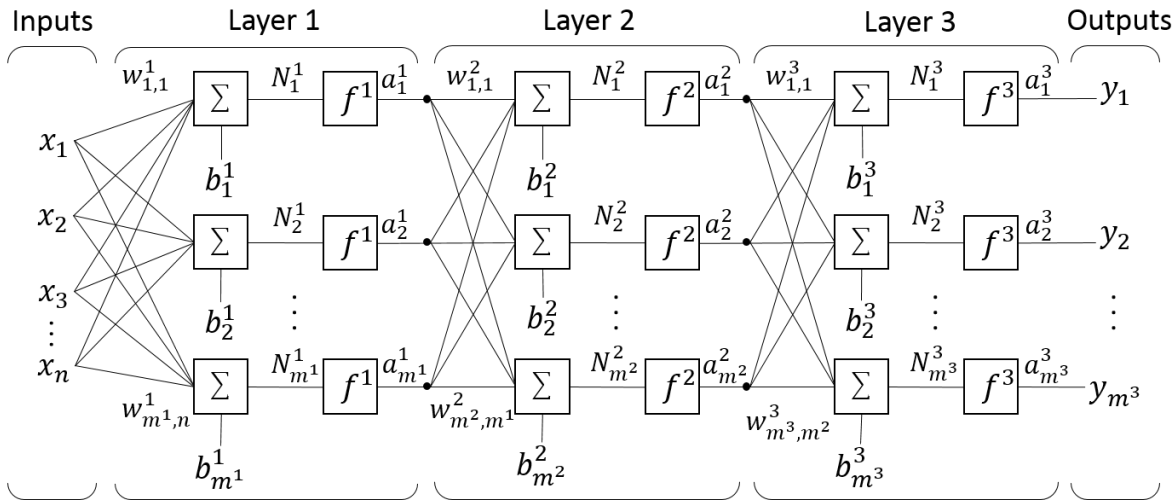 Inputs Layer 1 Layer 2 Layer 3 Outputs
w^1_{1,1} Σ N^1_1 f^1 a^1_1 w^2_{1,1} Σ N^2_1 f^2 a^2_1 w^3_{1,1} Σ N^3_1 f^3 a^3_1 y_1
x_1
b^1_1 b^2_1 b^3_1
x_2 Σ N^1_2 f^1 a^1_2 Σ N^2_2 f^2 a^2_2 Σ N^3_2 f^3 a^3_2 y_2
x_3
b^1_2 ⋮ b^2_2 ⋮ b^3_2 ⋮ ⋮
⋮
x_n Σ N^1_{m^1} f^1 a^1_{m^1} Σ N^2_{m^2} f^2 a^2_{m^2} Σ N^3_{m^3} f^3 a^3_{m^3} y_{m^3}
w^1_{m^1,n} w^2_{m^2,m^1} w^3_{m^3,m^2}
b^1_{m^1} b^2_{m^2} b^3_{m^3}